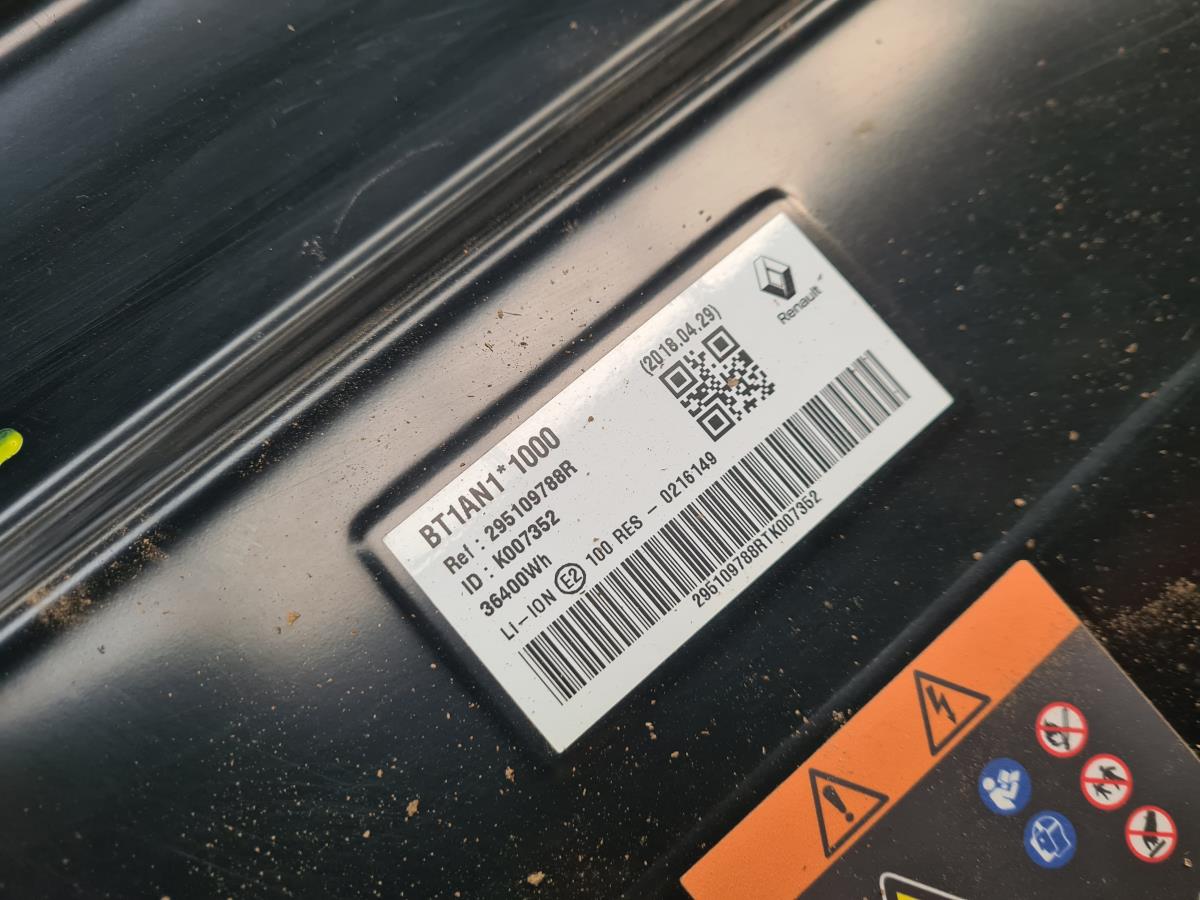 Renault
(2018.04.29)
BT1AN1*1000
Ref : 295109788R
ID : K007352
36400Wh
LI-ION E2 100 RES - 0216149
295109788RTK007352